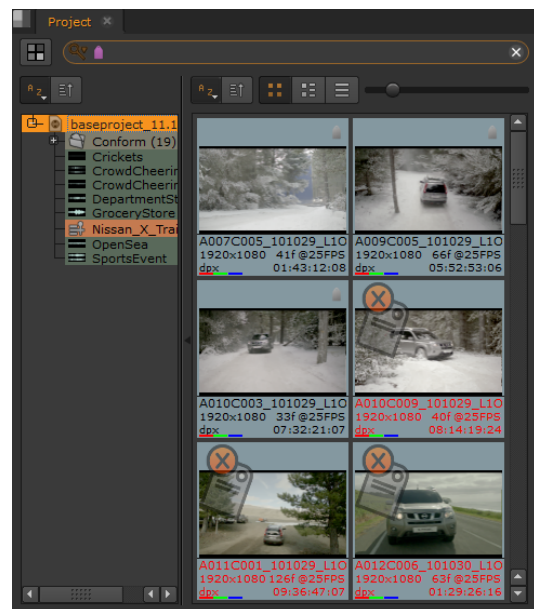 Project
A Z
A Z
baseproject_11.1
Conform (19)
Crickets
CrowdCheerin
CrowdCheerin
DepartmentSt
GroceryStore
Nissan_X_Trai
OpenSea
SportsEvent
A007C005_101029_L1O
1920x1080 41f@25FPS
dpx 01:43:12:08
A009C005_101029_L1O
1920x1080 66f@25FPS
dpx 05:52:53:06
A010C003_101029_L1O
1920x1080 33f@25FPS
dpx 07:32:21:07
A010C009_101029_L1O
1920x1080 40f@25FPS
dpx 08:14:19:24
A011C001_101029_L1O
1920x1080 126f@25FPS
dpx 09:36:47:07
A012C006_101030_L1O
1920x1080 63f@25FPS
dpx 01:29:26:16